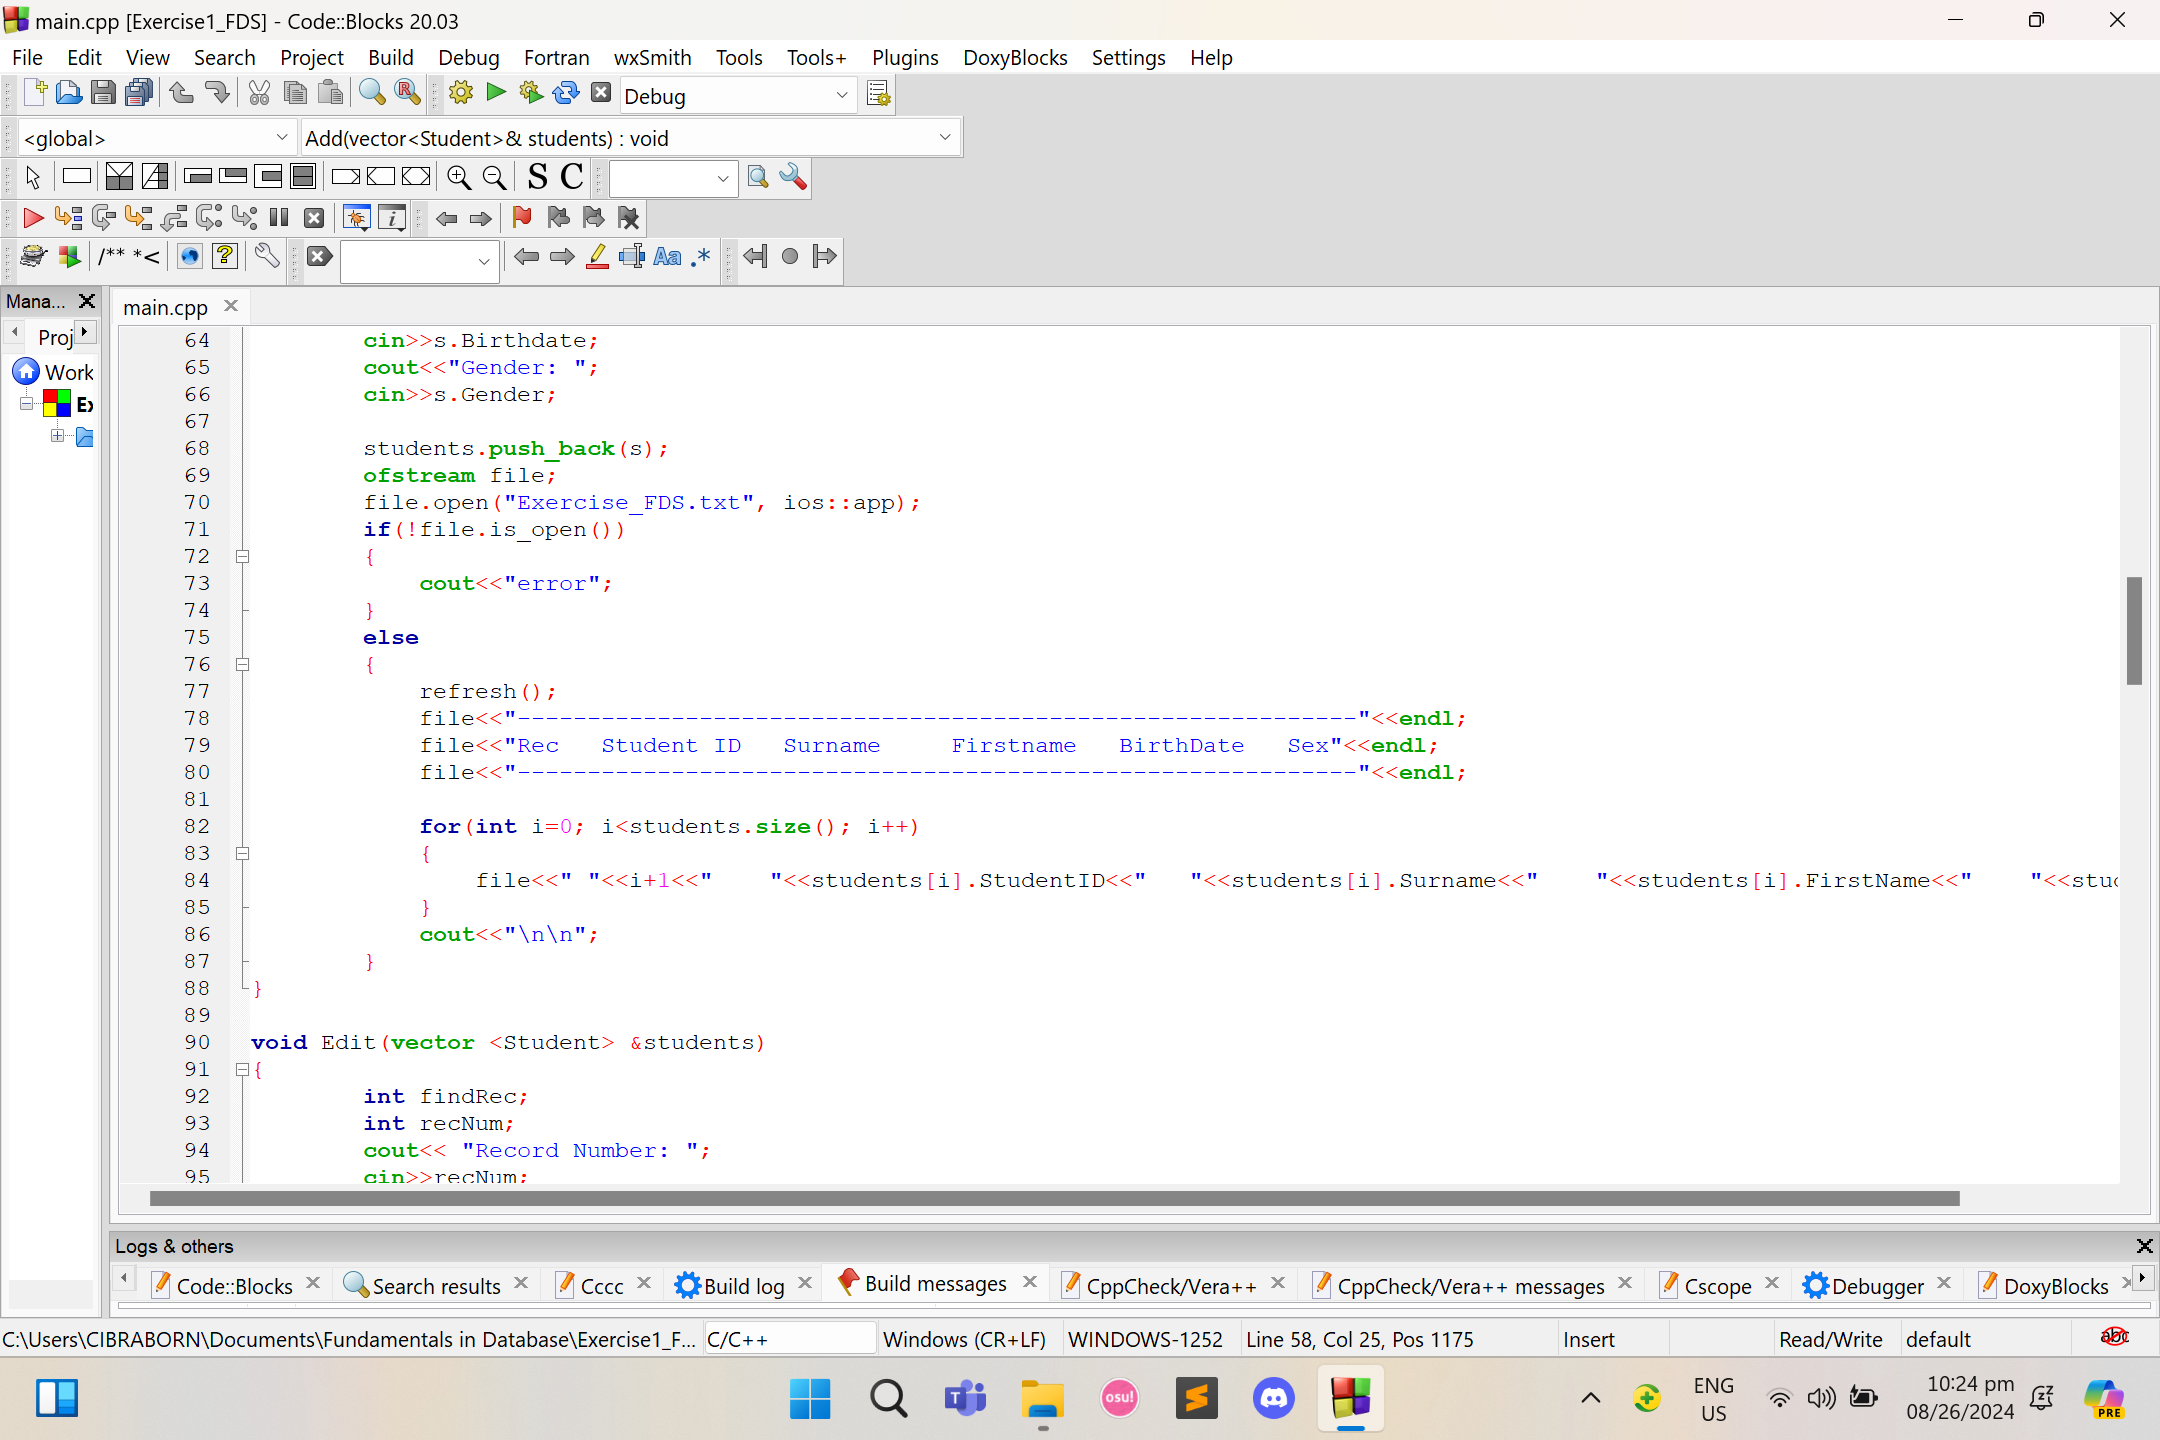 main.cpp [Exercise1_FDS] - Code::Blocks 20.03
File Edit View Search Project Build Debug Fortran wxSmith Tools Tools+ Plugins DoxyBlocks Settings Help
Debug
<global> Add(vector<Student>& students) : void
S C
/** *<
Aa .*
Mana...
main.cpp
Proj
Work
Ex
64 cin>>s.Birthdate;
65 cout<<"Gender: ";
66 cin>>s.Gender;
67
68 students.push_back(s);
69 ofstream file;
70 file.open("Exercise_FDS.txt", ios::app);
71 if(!file.is_open())
72 {
73 cout<<"error";
74 }
75 else
76 {
77 refresh();
78 file<<"------------------------------------------------------------"<<endl;
79 file<<"Rec   Student ID   Surname     Firstname   BirthDate   Sex"<<endl;
80 file<<"------------------------------------------------------------"<<endl;
81
82 for(int i=0; i<students.size(); i++)
83 {
84 file<<" "<<i+1<<"    "<<students[i].StudentID<<"   "<<students[i].Surname<<"    "<<students[i].FirstName<<"    "<<stud
85 }
86 cout<<"\n\n";
87 }
88 }
89
90 void Edit(vector <Student> &students)
91 {
92 int findRec;
93 int recNum;
94 cout<< "Record Number: ";
95 cin>>recNum;
Logs & others
Code::Blocks Search results Cccc Build log Build messages CppCheck/Vera++ CppCheck/Vera++ messages Cscope Debugger DoxyBlocks
C:\Users\CIBRABORN\Documents\Fundamentals in Database\Exercise1_F... C/C++ Windows (CR+LF) WINDOWS-1252 Line 58, Col 25, Pos 1175 Insert Read/Write default abc
osu!
ENG
US
10:24 pm
08/26/2024
PRE